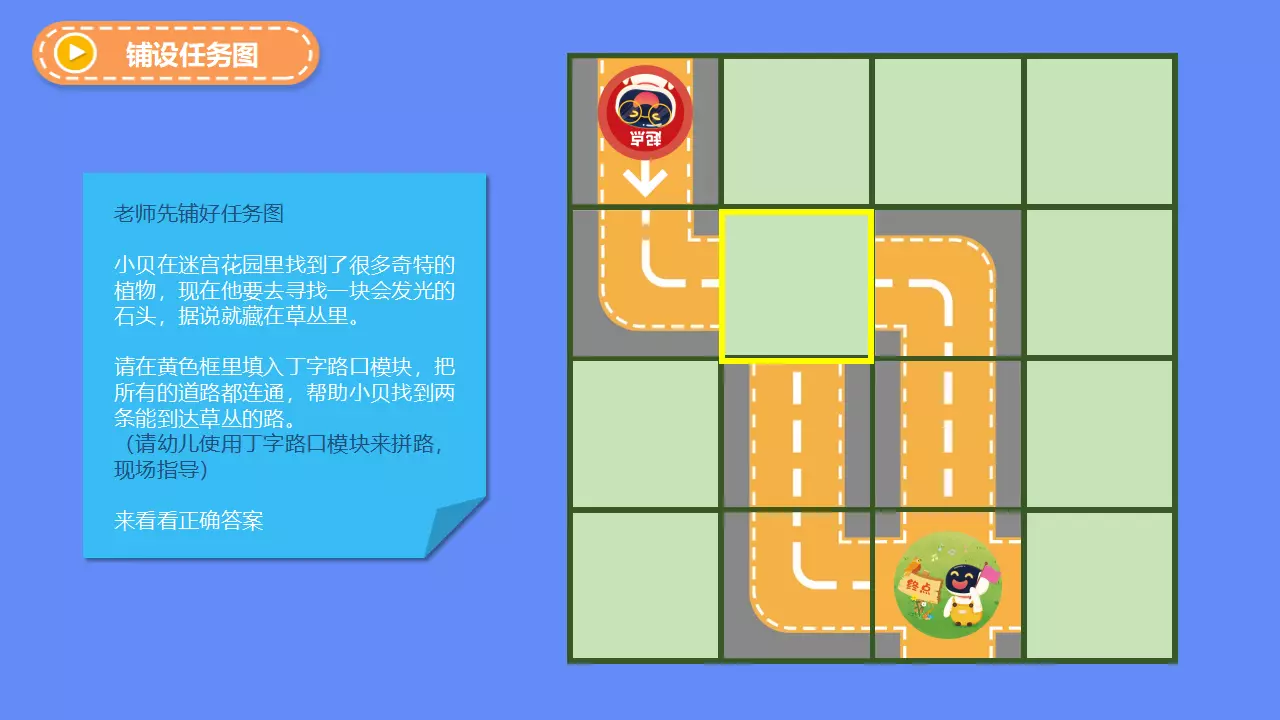 铺设任务图
老师先铺好任务图
小贝在迷宫花园里找到了很多奇特的
植物，现在他要去寻找一块会发光的
石头，据说就藏在草丛里。
请在黄色框里填入丁字路口模块，把
所有的道路都连通，帮助小贝找到两
条能到达草丛的路。
（请幼儿使用丁字路口模块来拼路，
现场指导）
来看看正确答案
起点
终点